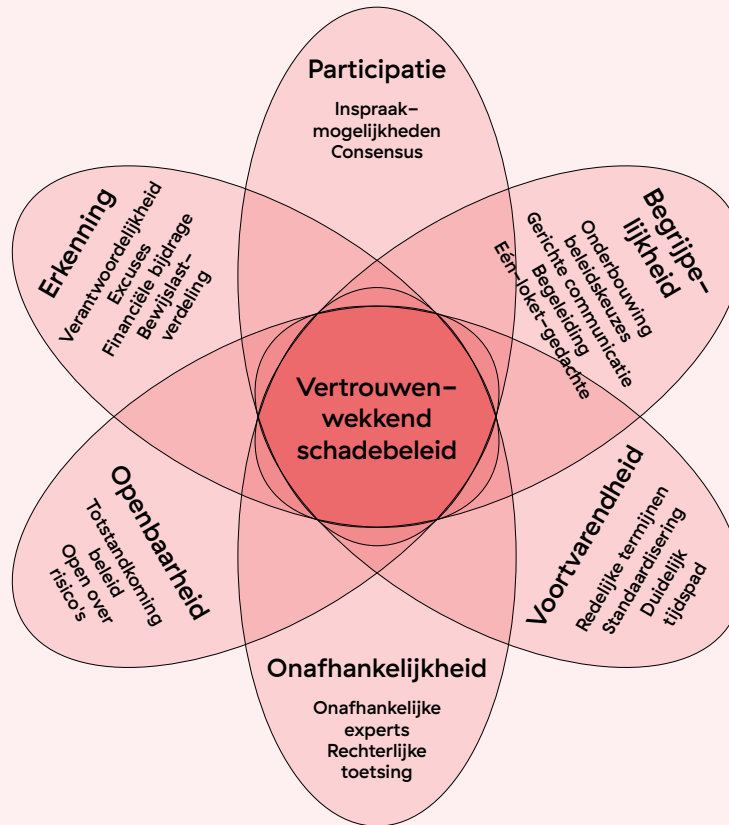 Participatie
Inspraak-
mogelijkheden
Consensus
Begrijpe-
lijkheid
Onderbouwing
beleidskeuzes
Gerichte communicatie
Begeleiding
Eén-loket-gedachte
Voortvarendheid
Redelijke termijnen
Standaardisering
Duidelijk
tijdspad
Onafhankelijkheid
Onafhankelijke
experts
Rechterlijke
toetsing
Openbaarheid
Totstandkoming
beleid
Open over
risico's
Erkenning
Verantwoordelijkheid
Excuses
Financiële bijdrage
Bewijslast-
verdeling
Vertrouwen-
wekkend
schadebeleid